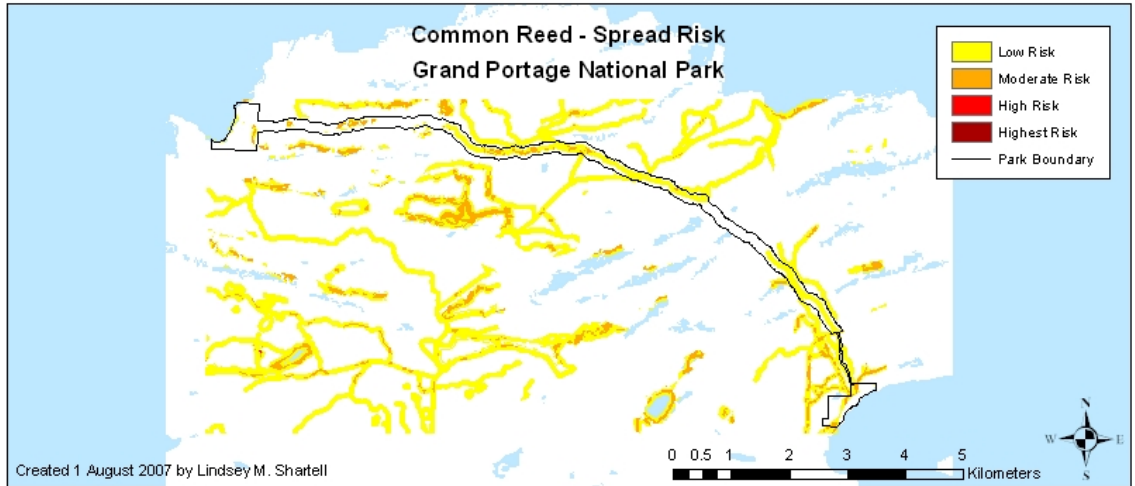 Common Reed - Spread Risk
Grand Portage National Park
Low Risk
Moderate Risk
High Risk
Highest Risk
Park Boundary
N
W E
S
0 0.5 1 2 3 4 5
Kilometers
Created 1 August 2007 by Lindsey M. Shartell